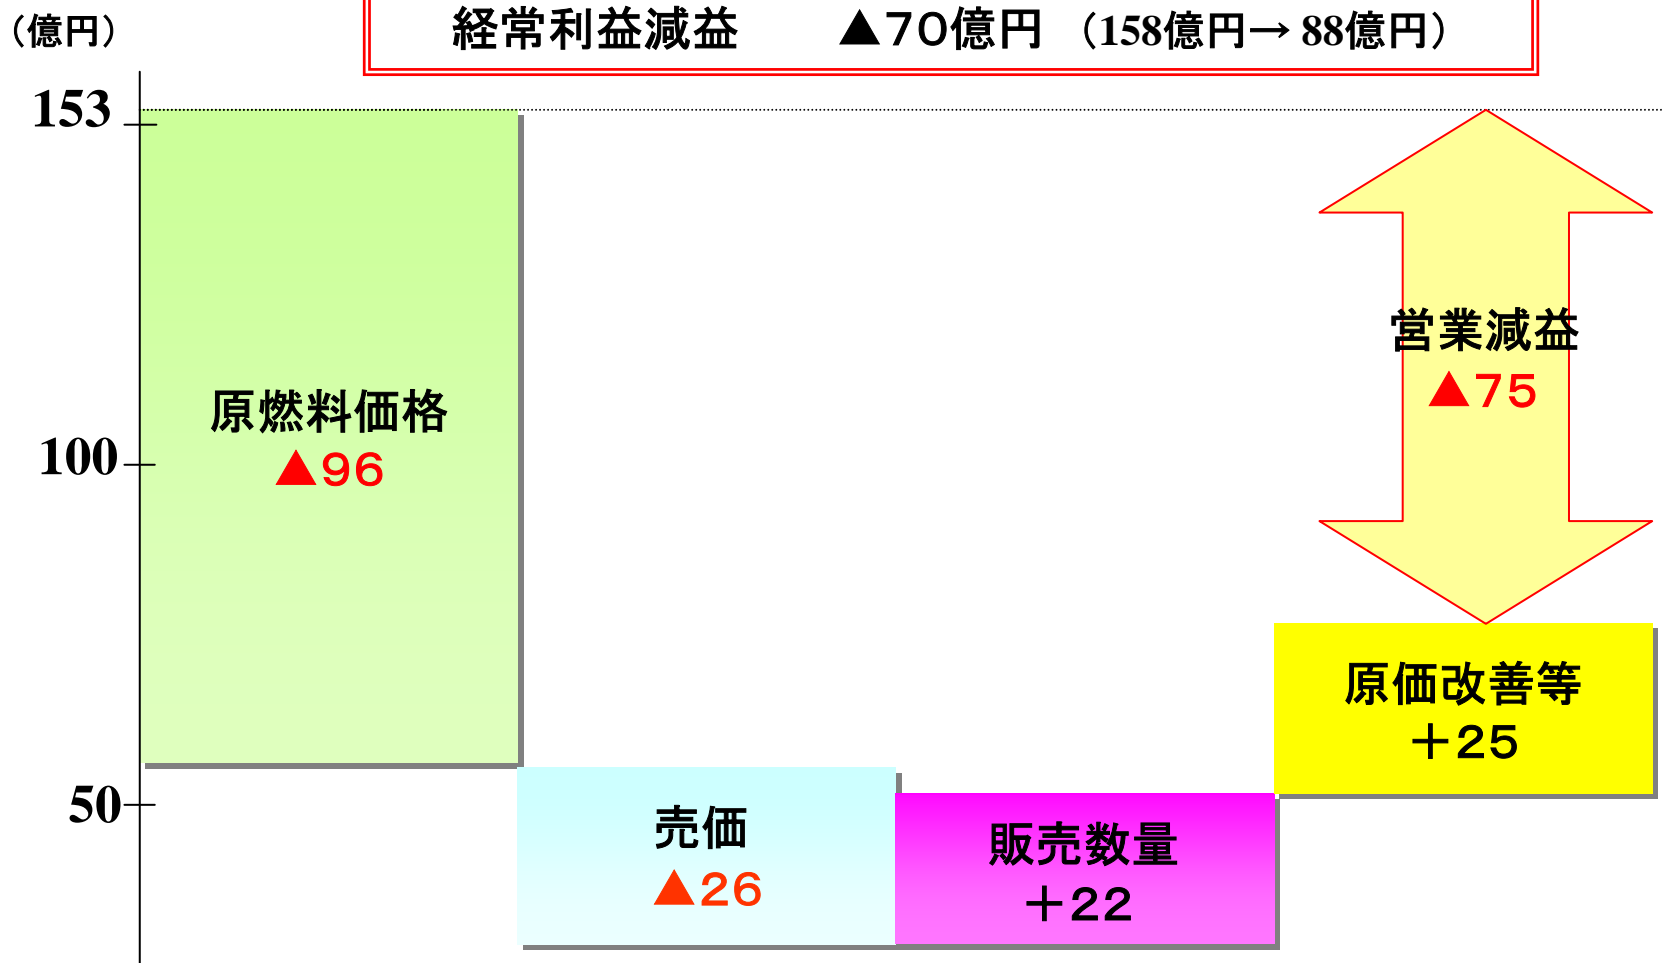 （億円）
経常利益減益　▲７０億円 （158億円→ 88億円）
153
100
50
原燃料価格
▲９６
売価
▲２６
販売数量
＋２２
営業減益
▲７５
原価改善等
＋２５